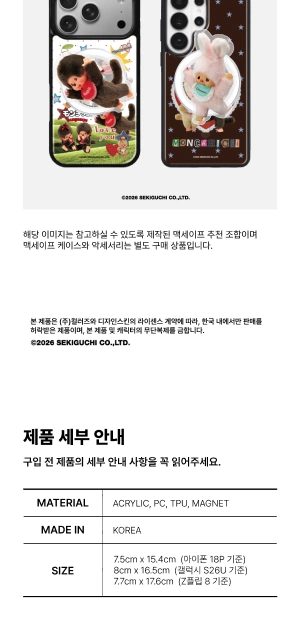 MONCHHICHI
©2026 SEKIGUCHI CO.,LTD.
해당 이미지는 참고하실 수 있도록 제작된 맥세이프 추천 조합이며
맥세이프 케이스와 악세서리는 별도 구매 상품입니다.
본 제품은 (주)컬러즈와 디자인스킨의 라이센스 계약에 따라, 한국 내에서만 판매를
허락받은 제품이며, 본 제품 및 캐릭터의 무단복제를 금합니다.
©2026 SEKIGUCHI CO.,LTD.
제품 세부 안내
구입 전 제품의 세부 안내 사항을 꼭 읽어주세요.
MATERIAL ACRYLIC, PC, TPU, MAGNET
MADE IN KOREA
SIZE 7.5cm x 15.4cm (아이폰 18P 기준)
8cm x 16.5cm (갤럭시 S26U 기준)
7.7cm x 17.6cm (Z플립 8 기준)